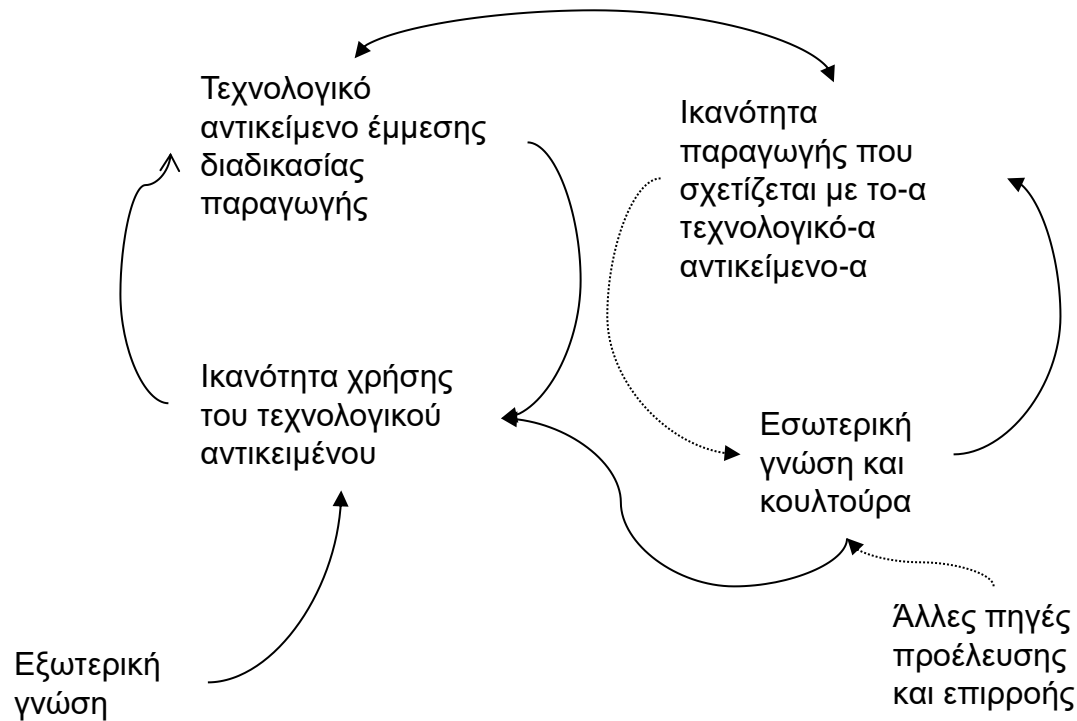 Τεχνολογικό
αντικείμενο έμμεσης
διαδικασίας
παραγωγής
Ικανότητα
παραγωγής που
σχετίζεται με το-α
τεχνολογικό-α
αντικείμενο-α
Ικανότητα χρήσης
του τεχνολογικού
αντικειμένου
Εσωτερική
γνώση και
κουλτούρα
Εξωτερική
γνώση
Άλλες πηγές
προέλευσης
και επιρροής